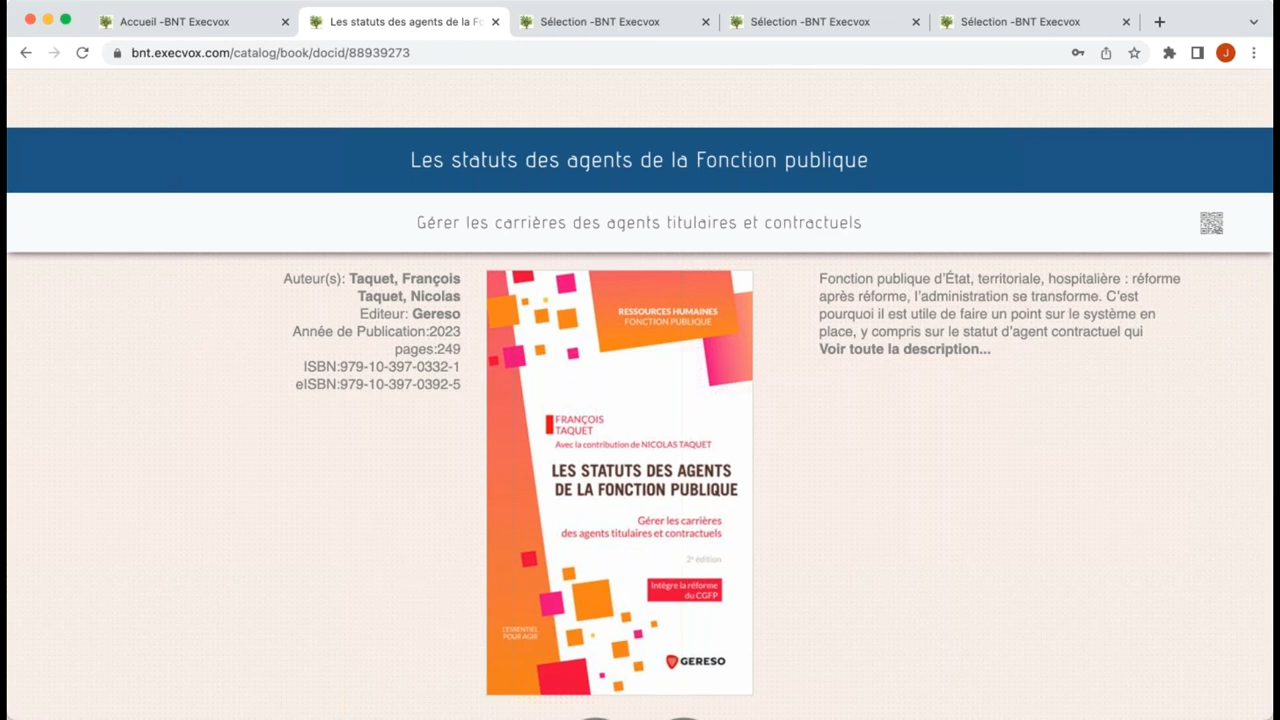 Accueil -BNT Execvox
Les statuts des agents de la Fc
Sélection -BNT Execvox
Sélection -BNT Execvox
Sélection -BNT Execvox
bnt.execvox.com/catalog/book/docid/88939273
J
Les statuts des agents de la Fonction publique
Gérer les carrières des agents titulaires et contractuels
Auteur(s): Taquet, François
Taquet, Nicolas
Editeur: Gereso
Année de Publication:2023
pages:249
ISBN:979-10-397-0332-1
eISBN:979-10-397-0392-5
RESSOURCES HUMAINES
FONCTION PUBLIQUE
FRANÇOIS
TAQUET
Avec la contribution de NICOLAS TAQUET
LES STATUTS DES AGENTS
DE LA FONCTION PUBLIQUE
Gérer les carrières
des agents titulaires et contractuels
2e édition
Intègre la réforme
du CGFP
L'ESSENTIEL
POUR AGIR
GERESO
Fonction publique d'État, territoriale, hospitalière : réforme
après réforme, l'administration se transforme. C'est
pourquoi il est utile de faire un point sur le système en
place, y compris sur le statut d'agent contractuel qui
Voir toute la description...